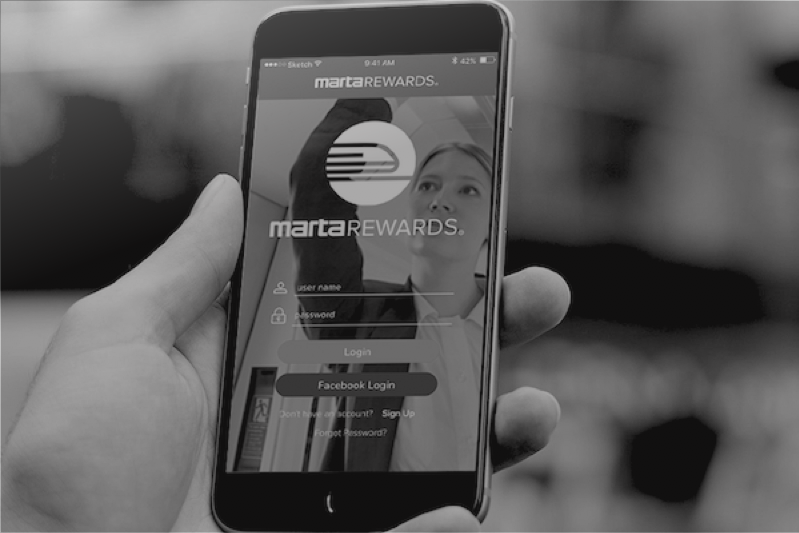 Sketch 9:41 AM 42%
martaREWARDS.
martaREWARDS.
user name
password
Login
Facebook Login
Don't have an account? Sign Up
Forget Password?